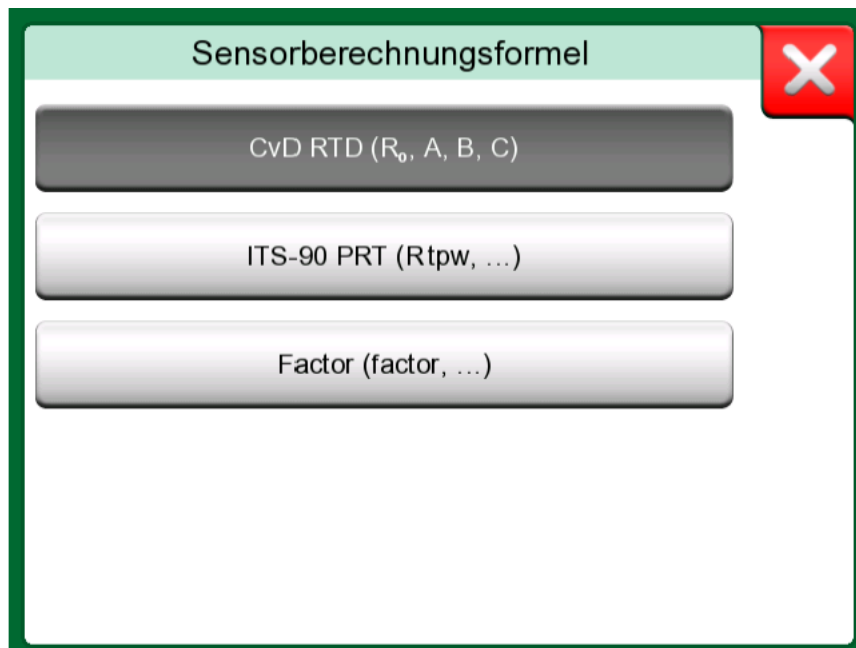 Sensorberechnungsformel
CvD RTD (R₀, A, B, C)
ITS-90 PRT (Rtpw, ...)
Factor (factor, ...)